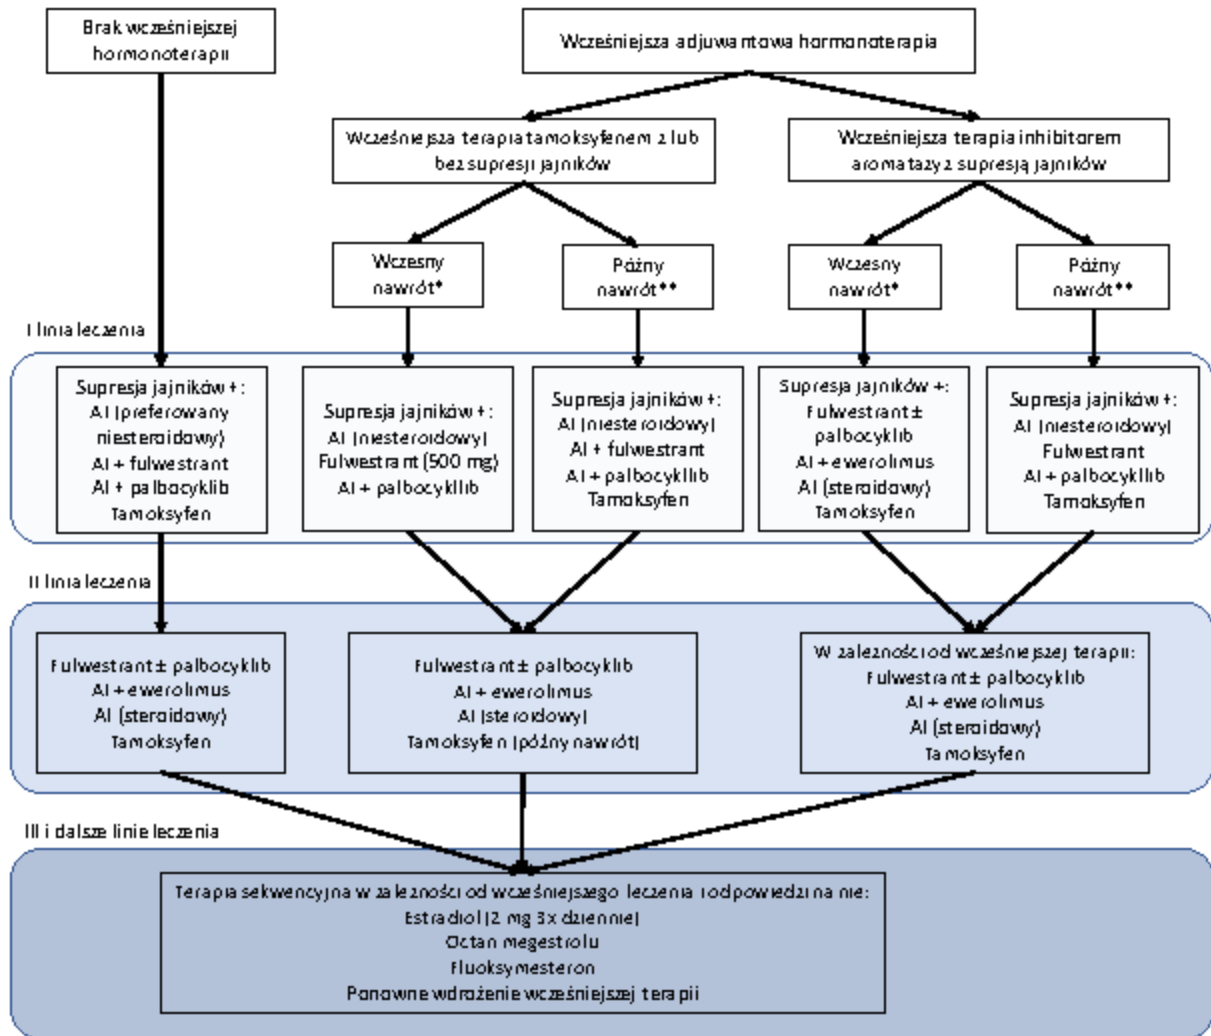 Brak wcześniejszej
hormonoterapii
Wcześniejsza adjuwantowa hormonoterapia
Wcześniejsza terapia tamoksyfenem z lub
bez supresji jajników
Wcześniejsza terapia inhibitorem
aromatazy z supresją jajników
Wczesny
nawrót*
Późny
nawrót**
Wczesny
nawrót*
Późny
nawrót**
I linia leczenia
Supresja jajników +:
AI (preferowany
niesteroidowy)
AI + fulwestrant
AI + palbocyklib
Tamoksyfen
Supresja jajników +:
AI (niesteroidowy)
Fulwestrant (500 mg)
AI + palbocykllib
Supresja jajników +:
AI (niesteroidowy)
AI + fulwestrant
AI + palbocykllib
Tamoksyfen
Supresja jajników +:
Fulwestrant ±
palbocyklib
AI + ewerolimus
AI (steroidowy)
Tamoksyfen
Supresja jajników +:
AI (niesteroidowy)
Fulwestrant
AI + palbocykllib
Tamoksyfen
II linia leczenia
Fulwestrant ± palbocyklib
AI + ewerolimus
AI (steroidowy)
Tamoksyfen
Fulwestrant ± palbocyklib
AI + ewerolimus
AI (steroidowy)
Tamoksyfen (późny nawrót)
W zależności od wcześniejszej terapii:
Fulwestrant ± palbocyklib
AI + ewerolimus
AI (steroidowy)
Tamoksyfen
III i dalsze linie leczenia
Terapia sekwencyjna w zależności od wcześniejszego leczenia i odpowiedzi na nie:
Estradiol (2 mg 3x dziennie)
Octan megestrolu
Fluoksymesteron
Ponowne wdrożenie wcześniejszej terapii